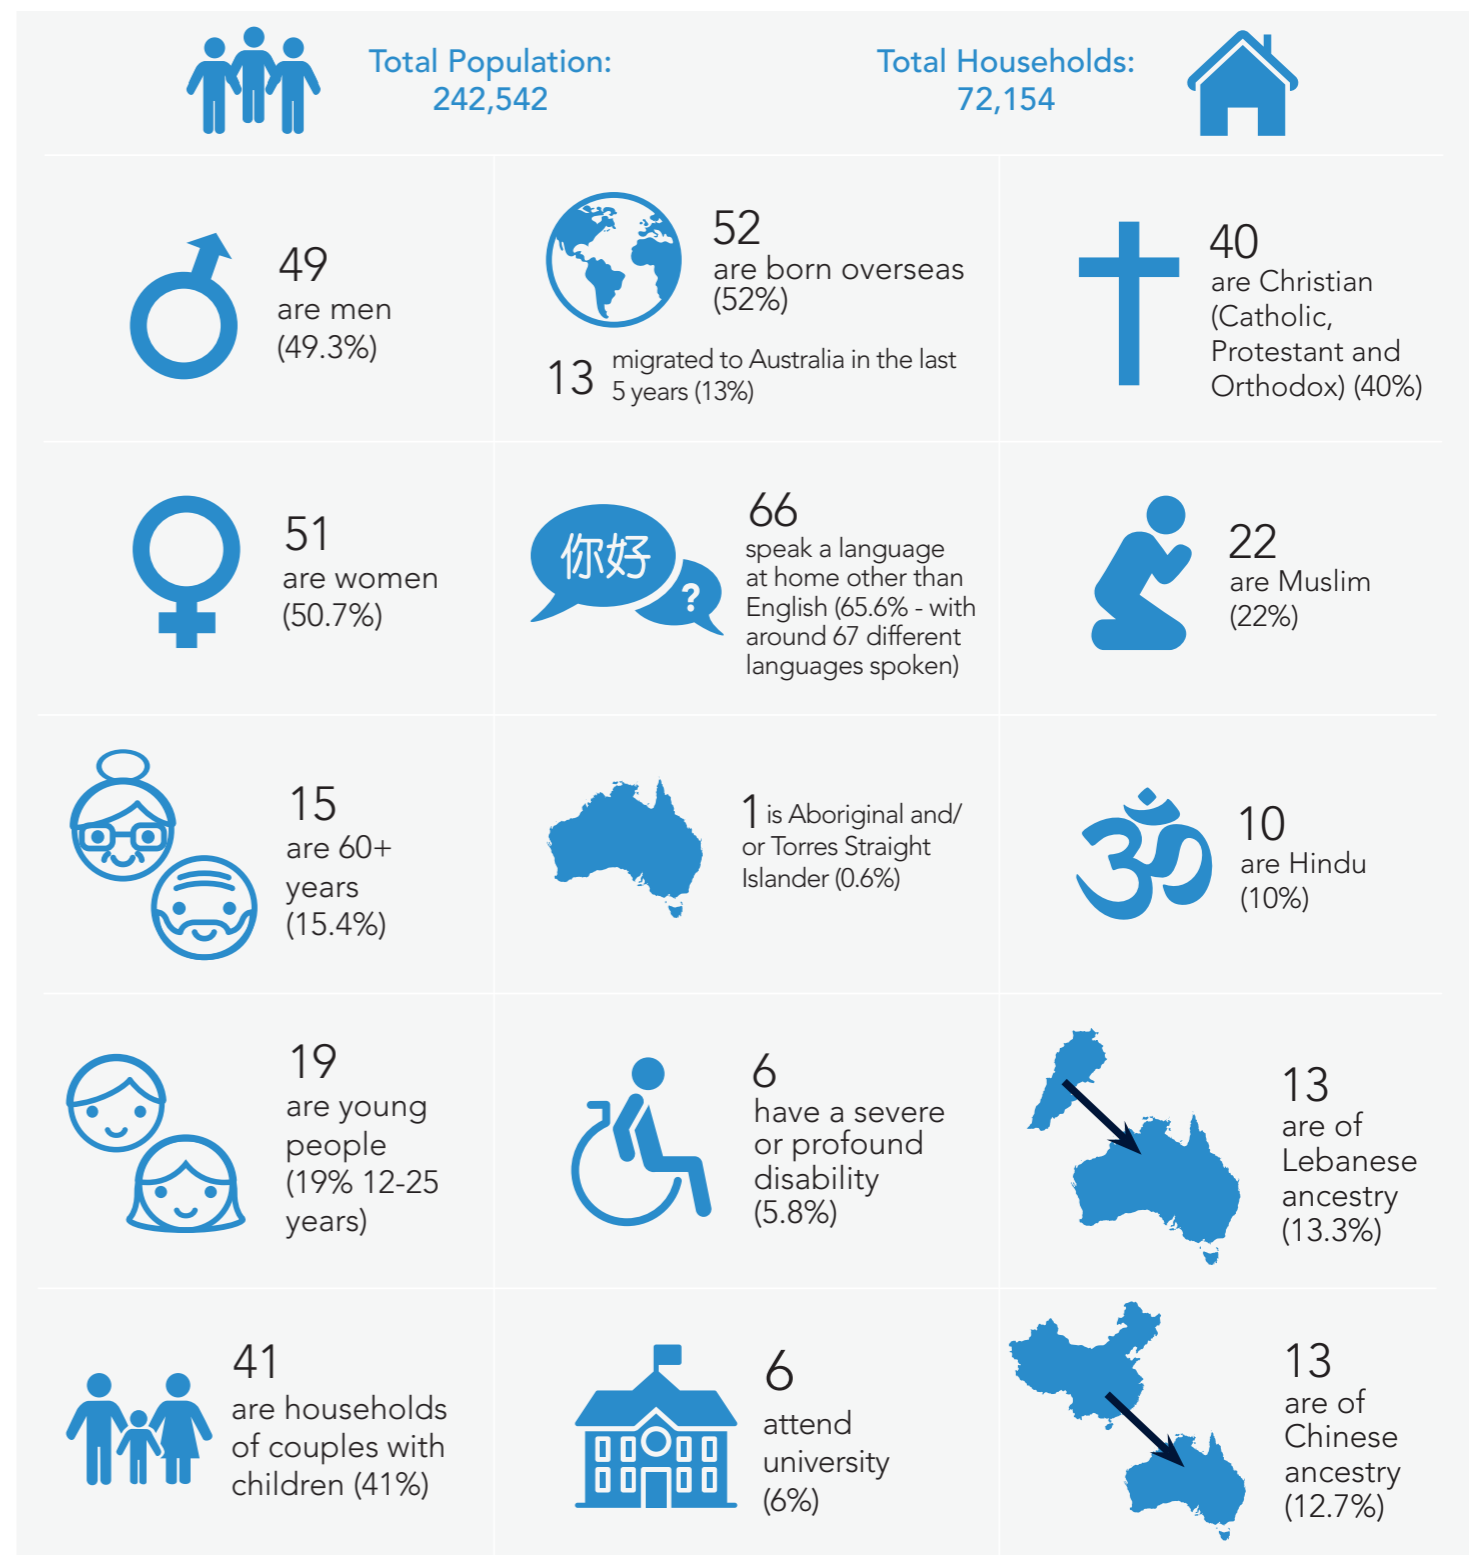 Total Population:
242,542
Total Households:
72,154
49
are men
(49.3%)
52
are born overseas
(52%)
13 migrated to Australia in the last
5 years (13%)
40
are Christian
(Catholic,
Protestant and
Orthodox) (40%)
51
are women
(50.7%)
你好
?
66
speak a language
at home other than
English (65.6% - with
around 67 different
languages spoken)
22
are Muslim
(22%)
15
are 60+
years
(15.4%)
1 is Aboriginal and/
or Torres Straight
Islander (0.6%)
ॐ
10
are Hindu
(10%)
19
are young
people
(19% 12-25
years)
6
have a severe
or profound
disability
(5.8%)
13
are of
Lebanese
ancestry
(13.3%)
41
are households
of couples with
children (41%)
6
attend
university
(6%)
13
are of
Chinese
ancestry
(12.7%)